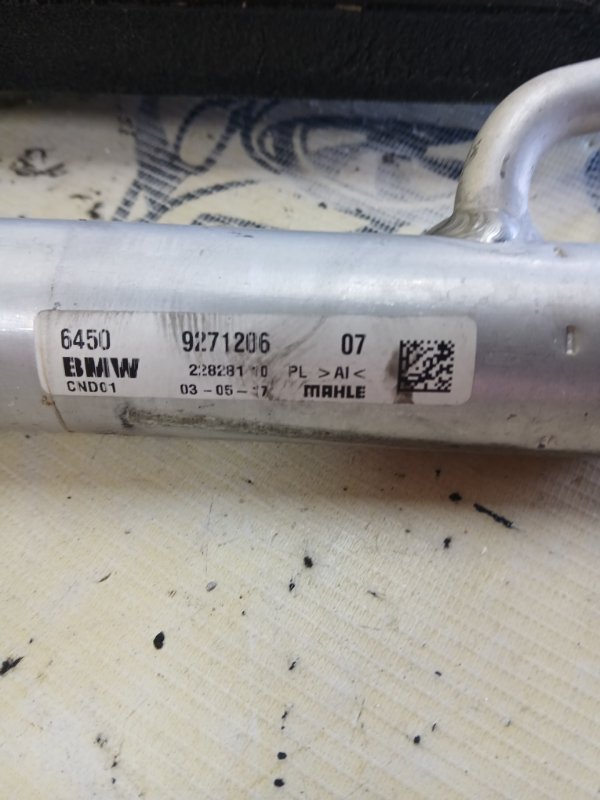 6450 9271206 07
BMW PL >Al<
CND01 MAHLE